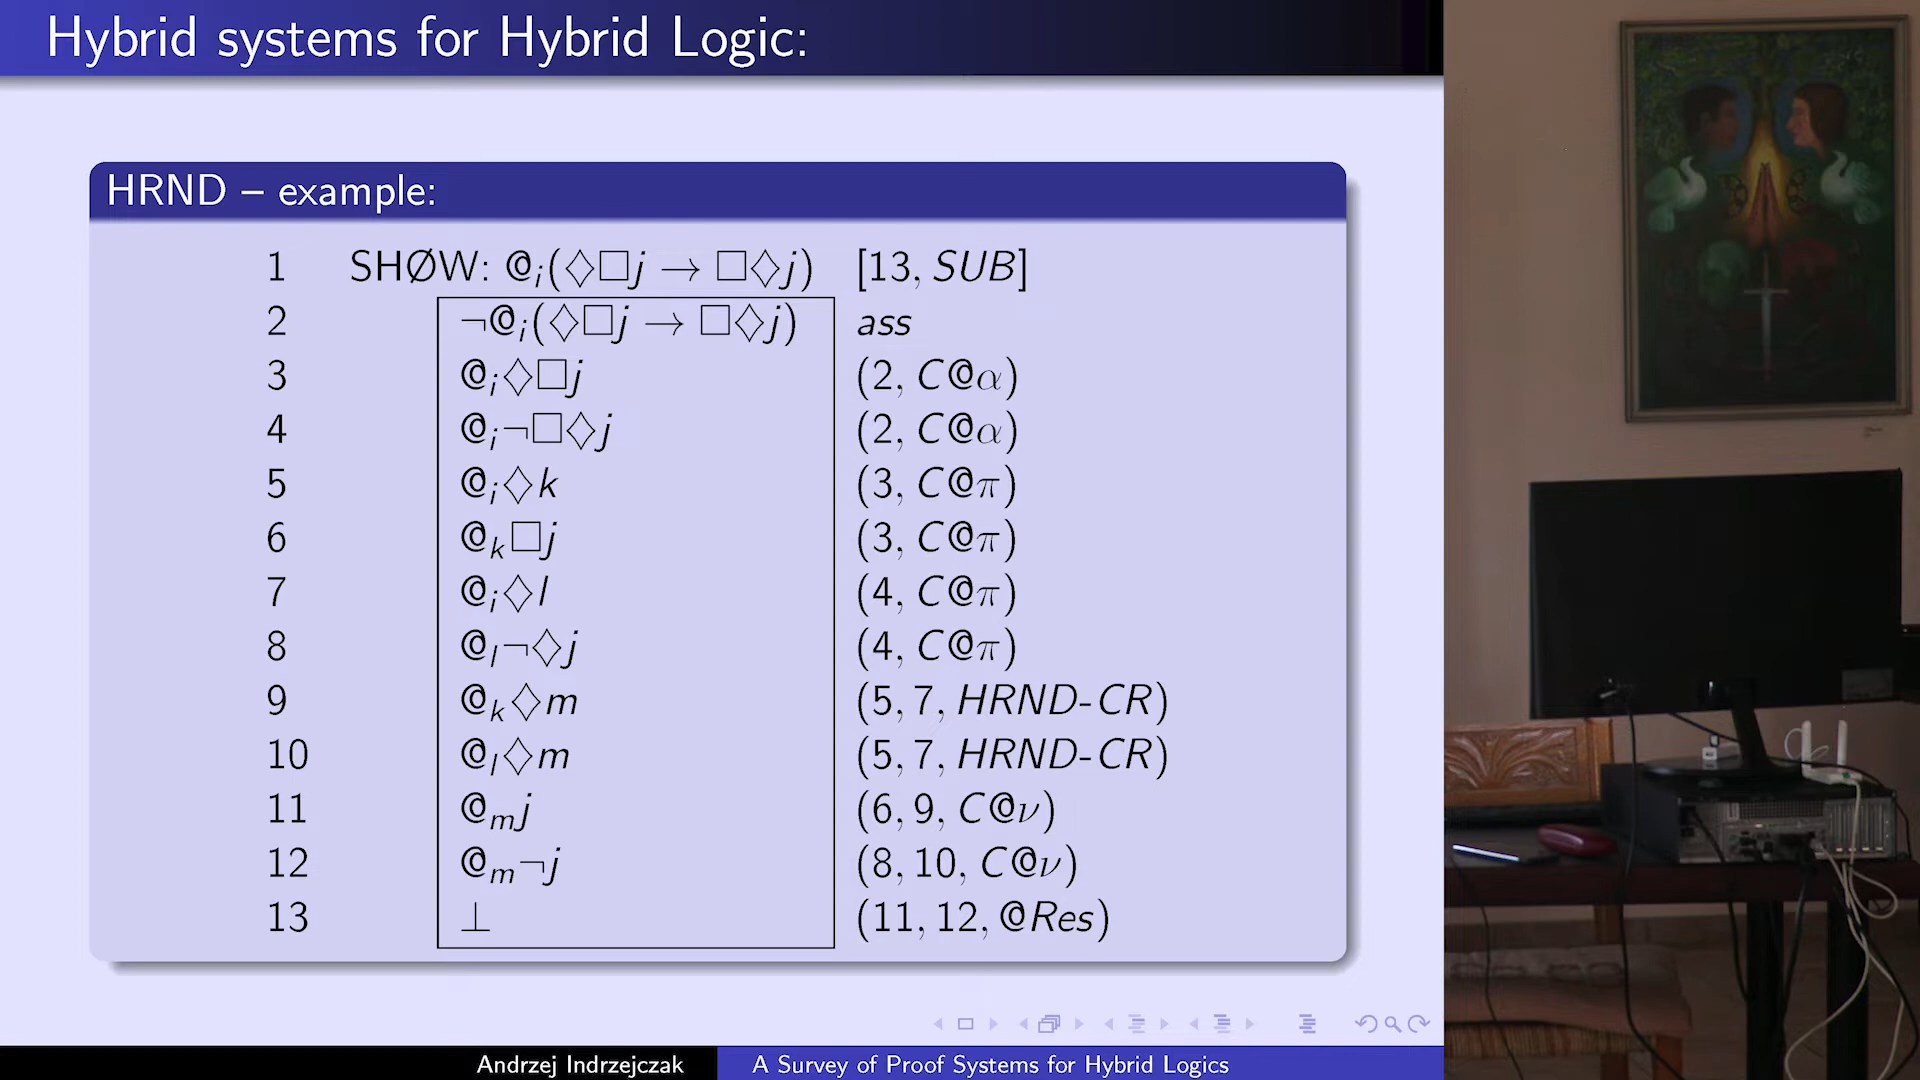 Hybrid systems for Hybrid Logic:
HRND – example:
1 SHØW: @ᵢ(◇□j → □◇j) [13, SUB]
2 ¬@ᵢ(◇□j → □◇j) ass
3 @ᵢ◇□j (2, C@α)
4 @ᵢ¬□◇j (2, C@α)
5 @ᵢ◇k (3, C@π)
6 @ₖ□j (3, C@π)
7 @ᵢ◇l (4, C@π)
8 @ₗ¬◇j (4, C@π)
9 @ₖ◇m (5, 7, HRND-CR)
10 @ₗ◇m (5, 7, HRND-CR)
11 @ₘj (6, 9, C@ν)
12 @ₘ¬j (8, 10, C@ν)
13 ⊥ (11, 12, @Res)
Andrzej Indrzejczak A Survey of Proof Systems for Hybrid Logics